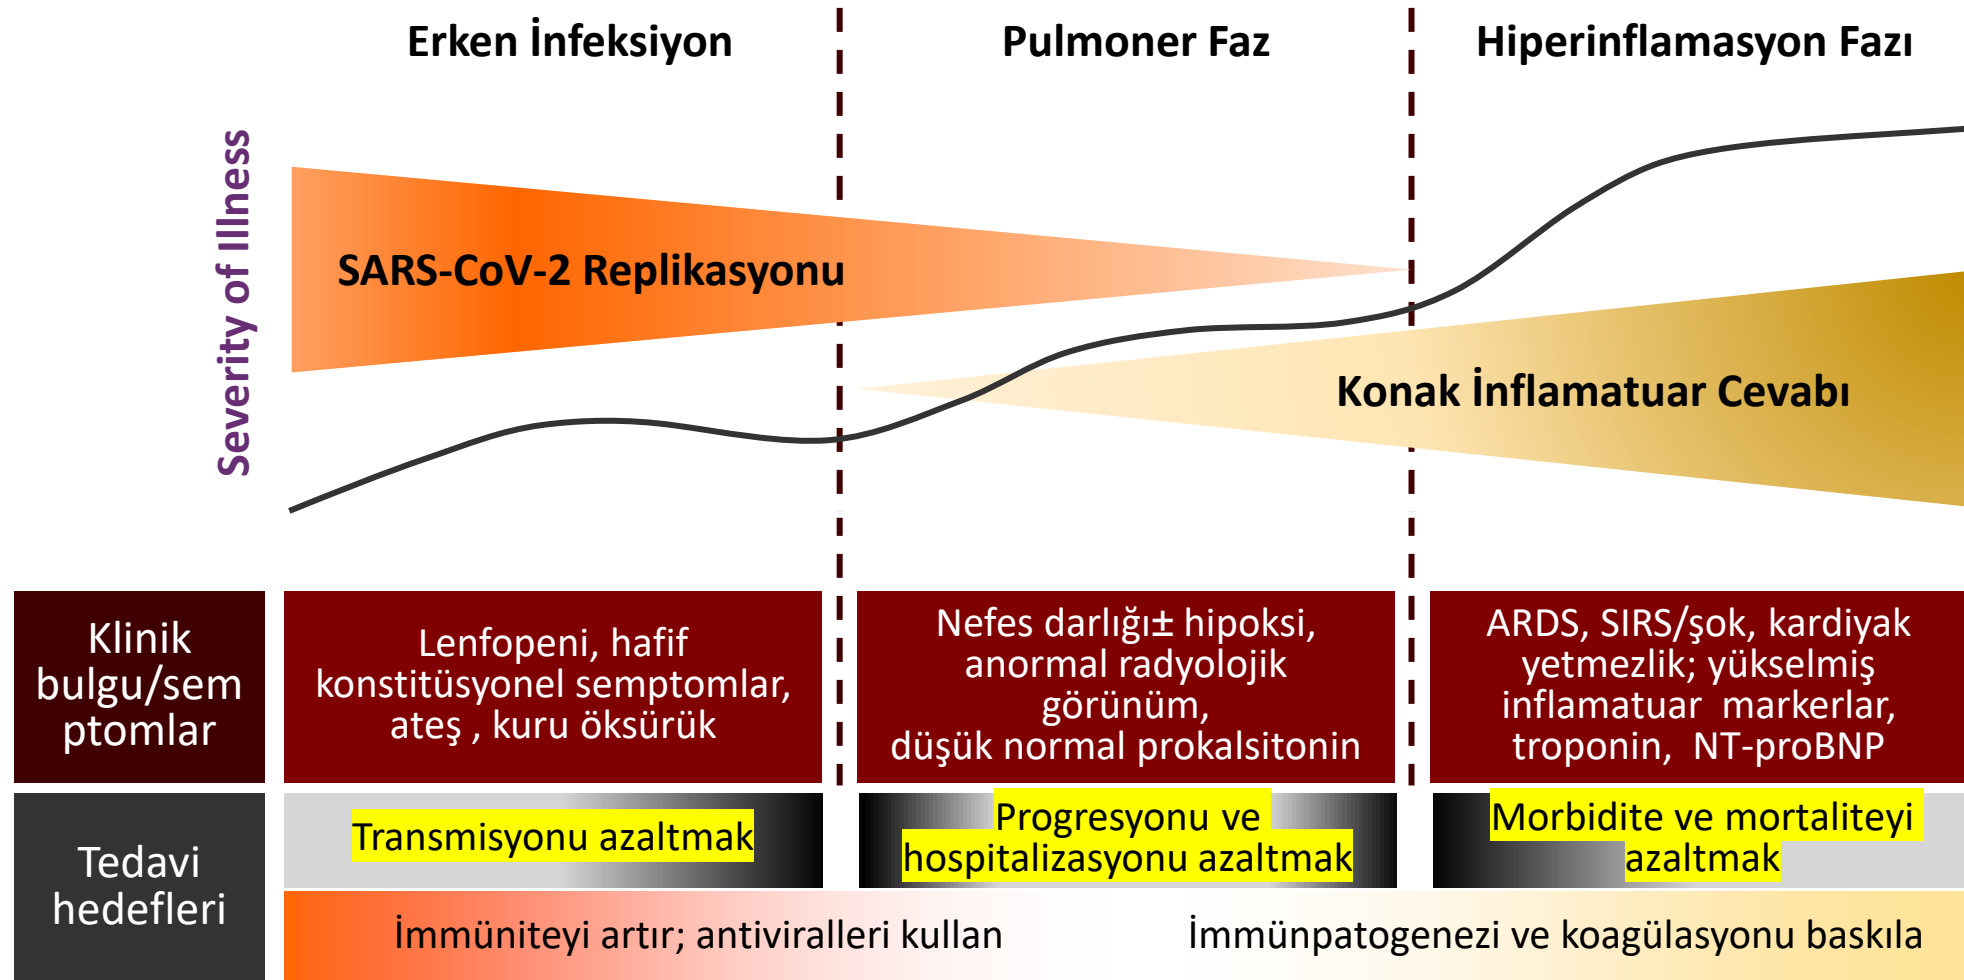 Erken İnfeksiyon
Pulmoner Faz
Hiperinflamasyon Fazı
Severity of Illness
SARS-CoV-2 Replikasyonu
Konak İnflamatuar Cevabı
Klinik
bulgu/sem
ptomlar
Lenfopeni, hafif
konstitüsyonel semptomlar,
ateş , kuru öksürük
Nefes darlığı± hipoksi,
anormal radyolojik
görünüm,
düşük normal prokalsitonin
ARDS, SIRS/şok, kardiyak
yetmezlik; yükselmiş
inflamatuar  markerlar,
troponin,  NT-proBNP
Tedavi
hedefleri
Transmisyonu azaltmak
Progresyonu ve
hospitalizasyonu azaltmak
Morbidite ve mortaliteyi
azaltmak
İmmüniteyi artır; antiviralleri kullan
İmmünpatogenezi ve koagülasyonu baskıla